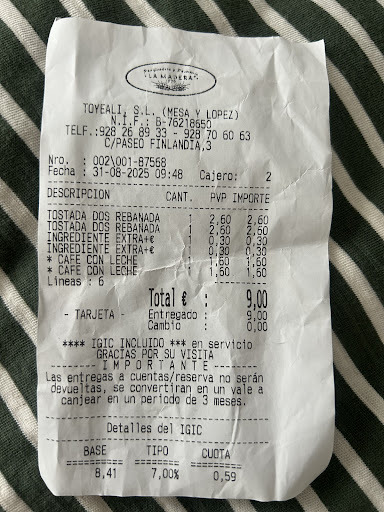 Panadería y Pastelería
"LA MADERA"
TOYEALI, S.L. (MESA Y LOPEZ)
N.I.F.: B-76218650
TELF.:928 26 89 33 - 928 70 60 63
C/PASEO FINLANDIA,3
Nro. : 002\001-87568
Fecha : 31-08-2025 09:48 Cajero: 2
DESCRIPCION CANT. PVP IMPORTE
TOSTADA DOS REBANADA 1 2,60 2,60
TOSTADA DOS REBANADA 1 2,60 2,60
INGREDIENTE EXTRA+€ 1 0,30 0,30
INGREDIENTE EXTRA+€ 1 0,30 0,30
* CAFE CON LECHE 1 1,60 1,60
* CAFE CON LECHE 1 1,60 1,60
Lineas : 6
Total € : 9,00
- TARJETA - Entregado : 9,00
Cambio : 0,00
**** IGIC INCLUIDO *** en servicio
GRACIAS POR SU VISITA
I M P O R T A N T E
Las entregas a cuentas/reserva no serán
devueltas, se convertirán en un vale a
canjear en un periodo de 3 meses.
Detalles del IGIC
BASE TIPO CUOTA
8,41 7,00% 0,59